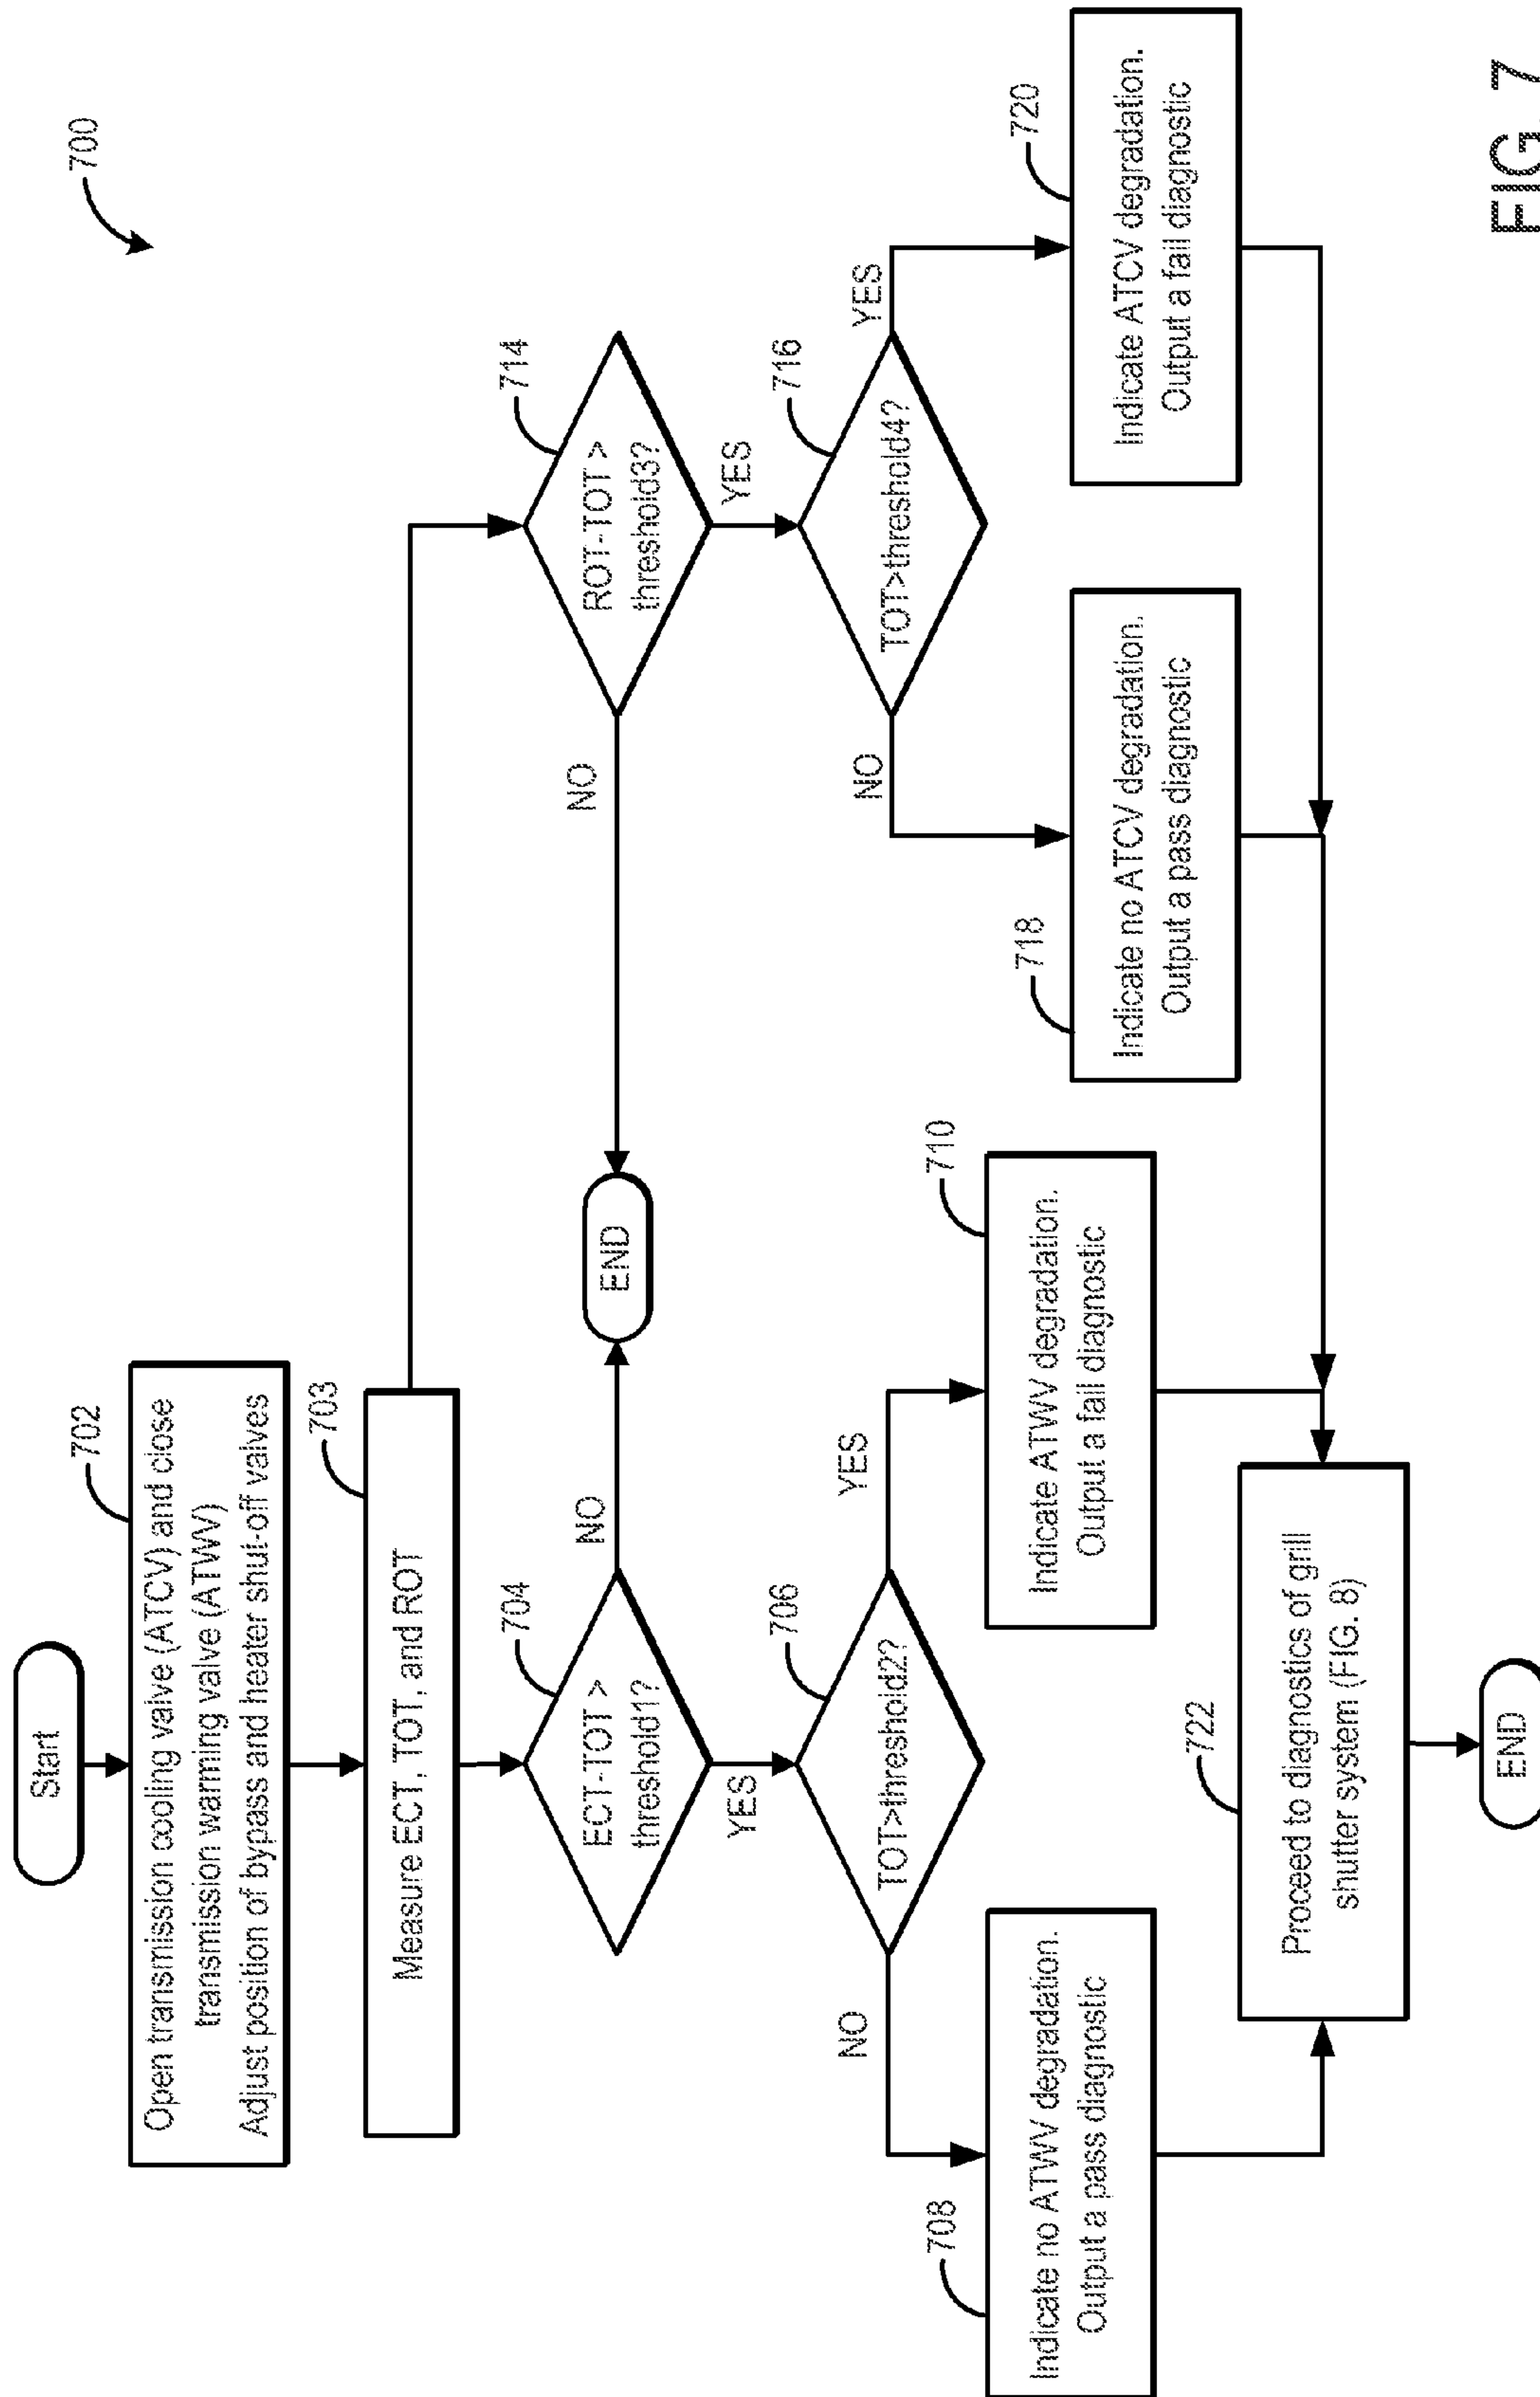 700
Start
702
Open transmission cooling valve (ATCV) and close
transmission warming valve (ATWV)
Adjust position of bypass and heater shut-off valves
703
Measure ECT, TOT, and ROT
704
ECT-TOT >
threshold1?
NO
END
NO
714
ROT-TOT >
threshold3?
YES
YES
706
TOT>threshold2?
NO
YES
716
TOT>threshold4?
NO
YES
708
Indicate no ATWV degradation.
Output a pass diagnostic
710
Indicate ATWV degradation.
Output a fail diagnostic
718
Indicate no ATCV degradation.
Output a pass diagnostic
720
Indicate ATCV degradation.
Output a fail diagnostic
722
Proceed to diagnostics of grill
shutter system (FIG. 8)
END
FIG. 7